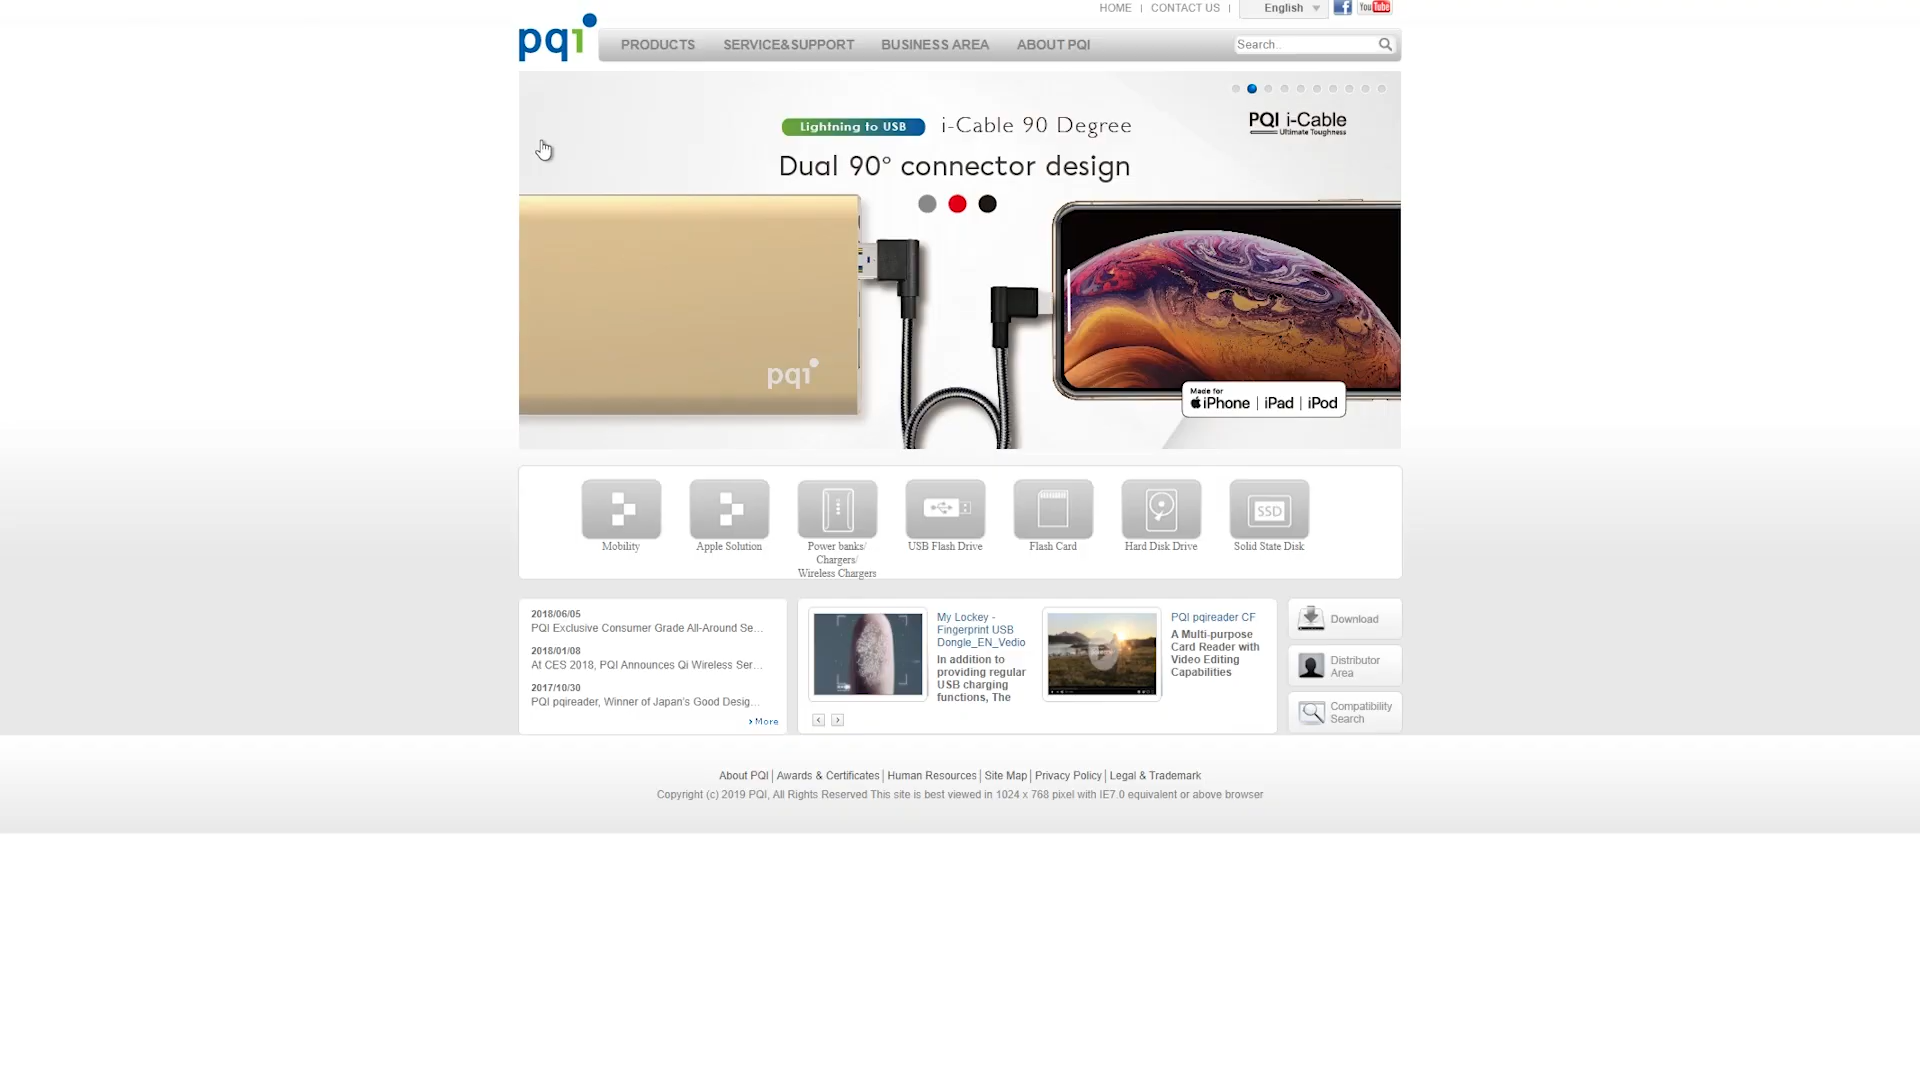 HOME | CONTACT US |
English
You Tube
pqi
PRODUCTS SERVICE&SUPPORT BUSINESS AREA ABOUT PQI
Search..
Lightning to USB i-Cable 90 Degree
PQI i-Cable
Ultimate Toughness
Dual 90° connector design
pqi
Made for
iPhone | iPad | iPod
SSD
Mobility
Apple Solution
Power banks/
Chargers/
Wireless Chargers
USB Flash Drive
Flash Card
Hard Disk Drive
Solid State Disk
2018/06/05
PQI Exclusive Consumer Grade All-Around Se...
2018/01/08
At CES 2018, PQI Announces Qi Wireless Ser...
2017/10/30
PQI pqireader, Winner of Japan's Good Desig...
More
My Lockey -
Fingerprint USB
Dongle_EN_Vedio
In addition to
providing regular
USB charging
functions, The
PQI pqireader CF
A Multi-purpose
Card Reader with
Video Editing
Capabilities
Download
Distributor
Area
Compatibility
Search
About PQI | Awards & Certificates | Human Resources | Site Map | Privacy Policy | Legal & Trademark
Copyright (c) 2019 PQI, All Rights Reserved This site is best viewed in 1024 x 768 pixel with IE7.0 equivalent or above browser